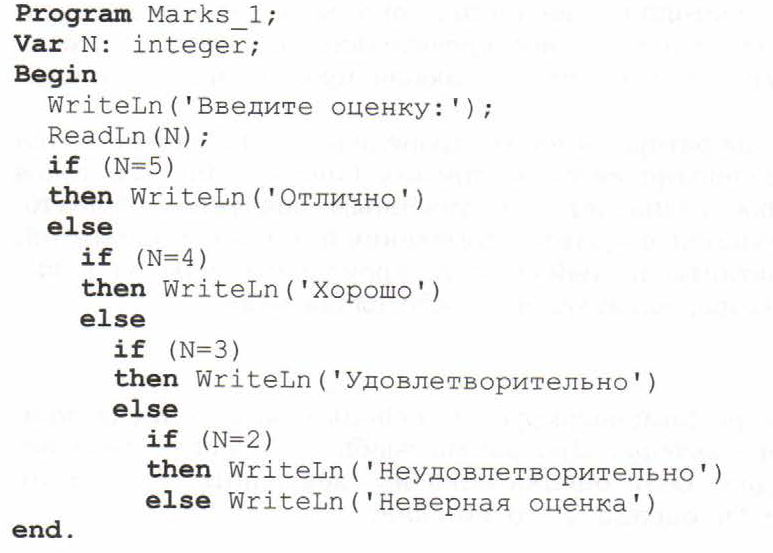 Program Marks_1;
Var N: integer;
Begin
WriteLn('Введите оценку:');
ReadLn(N);
if (N=5)
then WriteLn('Отлично')
else
if (N=4)
then WriteLn('Хорошо')
else
if (N=3)
then WriteLn('Удовлетворительно')
else
if (N=2)
then WriteLn('Неудовлетворительно')
else WriteLn('Неверная оценка')
end.